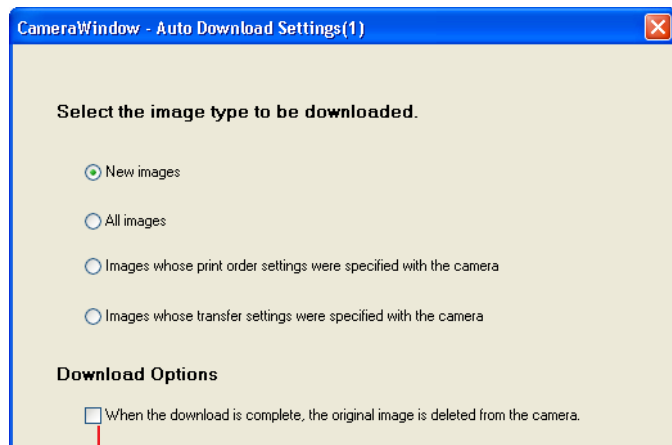 CameraWindow - Auto Download Settings(1)
Select the image type to be downloaded.
New images
All images
Images whose print order settings were specified with the camera
Images whose transfer settings were specified with the camera
Download Options
When the download is complete, the original image is deleted from the camera.